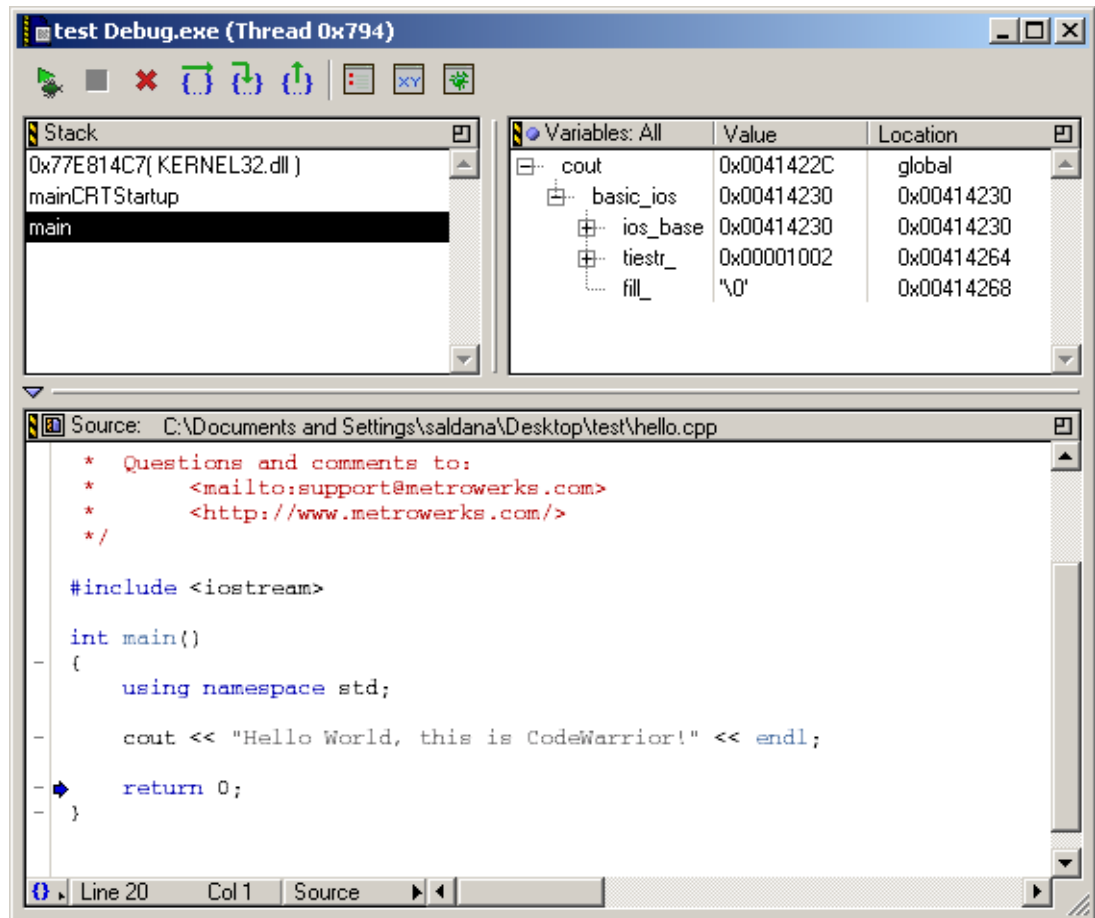 test Debug.exe (Thread 0x794)
XY
Stack
0x77E814C7( KERNEL32.dll )
mainCRTStartup
main
Variables: All Value Location
cout 0x0041422C global
basic_ios 0x00414230 0x00414230
ios_base 0x00414230 0x00414230
tiestr_ 0x00001002 0x00414264
fill_ '\0' 0x00414268
Source: C:\Documents and Settings\saldana\Desktop\test\hello.cpp
* Questions and comments to:
* <mailto:support@metrowerks.com>
* <http://www.metrowerks.com/>
*/
#include <iostream>
int main()
{
using namespace std;
cout << "Hello World, this is CodeWarrior!" << endl;
return 0;
}
Line 20 Col 1 Source